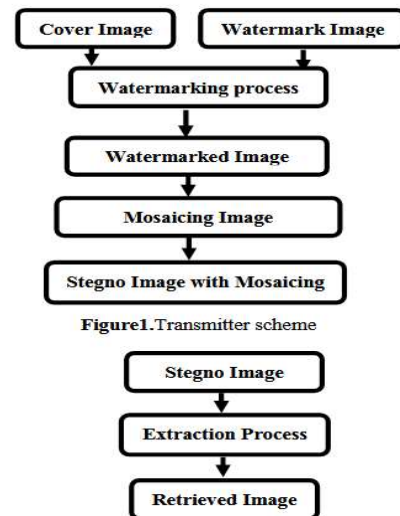 Cover Image
Watermark Image
Watermarking process
Watermarked Image
Mosaicing Image
Stegno Image with Mosaicing
Figure1.Transmitter scheme
Stegno Image
Extraction Process
Retrieved Image